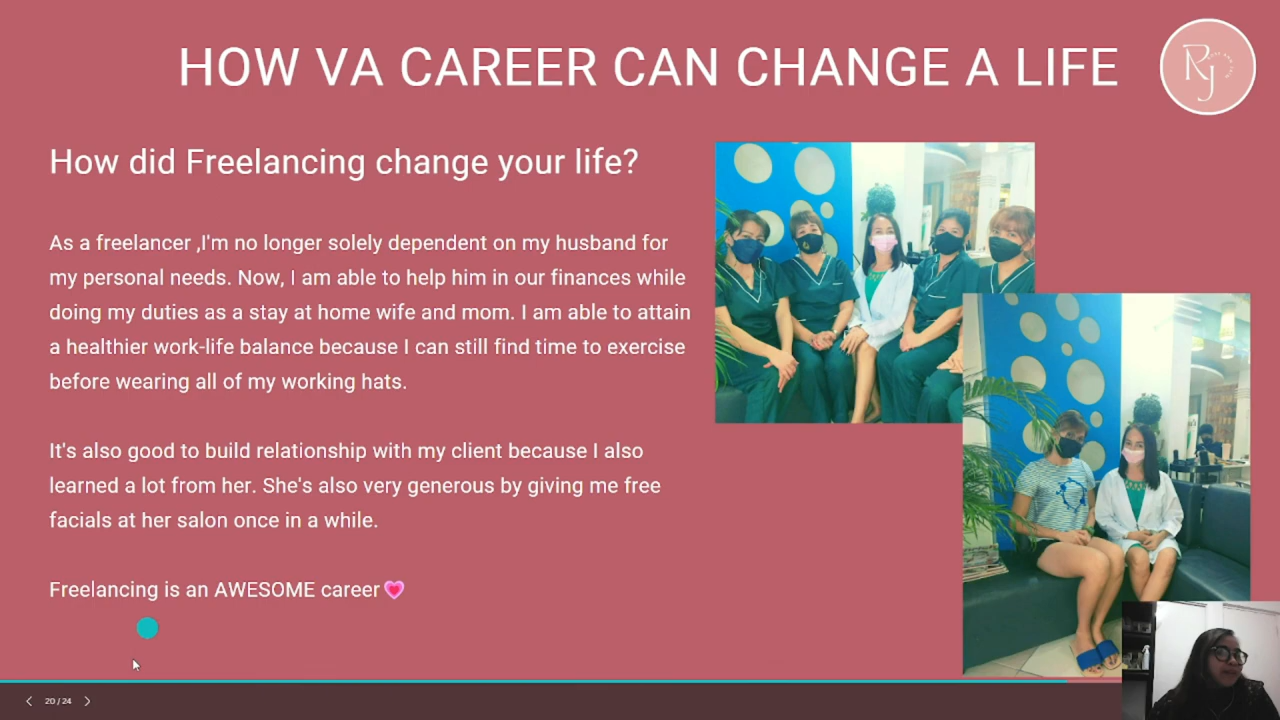 HOW VA CAREER CAN CHANGE A LIFE
RJ
How did Freelancing change your life?
As a freelancer ,I'm no longer solely dependent on my husband for
my personal needs. Now, I am able to help him in our finances while
doing my duties as a stay at home wife and mom. I am able to attain
a healthier work-life balance because I can still find time to exercise
before wearing all of my working hats.
It's also good to build relationship with my client because I also
learned a lot from her. She's also very generous by giving me free
facials at her salon once in a while.
Freelancing is an AWESOME career💗
20 / 24